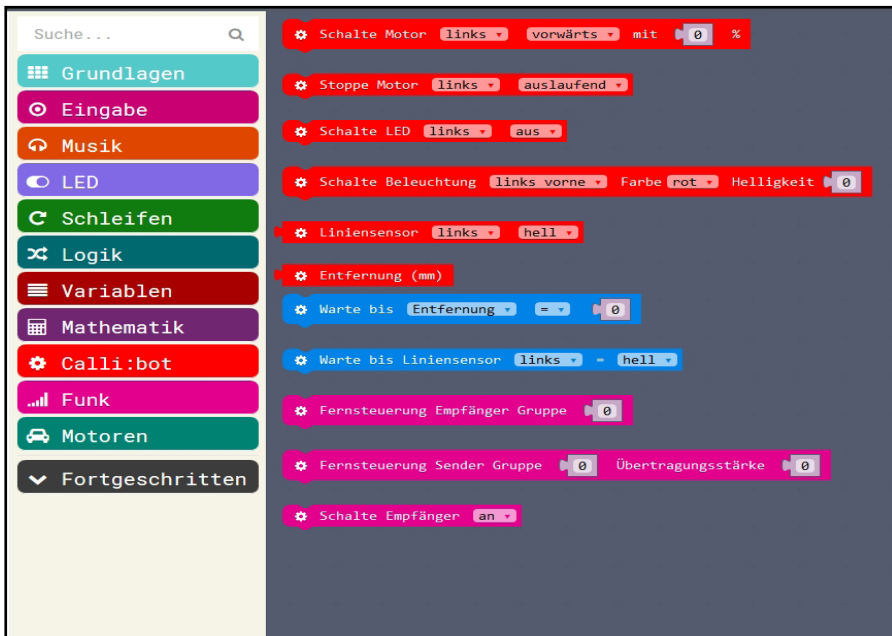 Suche...
Grundlagen
Eingabe
Musik
LED
Schleifen
Logik
Variablen
Mathematik
Calli:bot
Funk
Motoren
Fortgeschritten
Schalte Motor links vorwärts mit 0 %
Stoppe Motor links auslaufend
Schalte LED links aus
Schalte Beleuchtung links vorne Farbe rot Helligkeit 0
Liniensensor links hell
Entfernung (mm)
Warte bis Entfernung = 0
Warte bis Liniensensor links = hell
Fernsteuerung Empfänger Gruppe 0
Fernsteuerung Sender Gruppe 0 Übertragungsstärke 0
Schalte Empfänger an